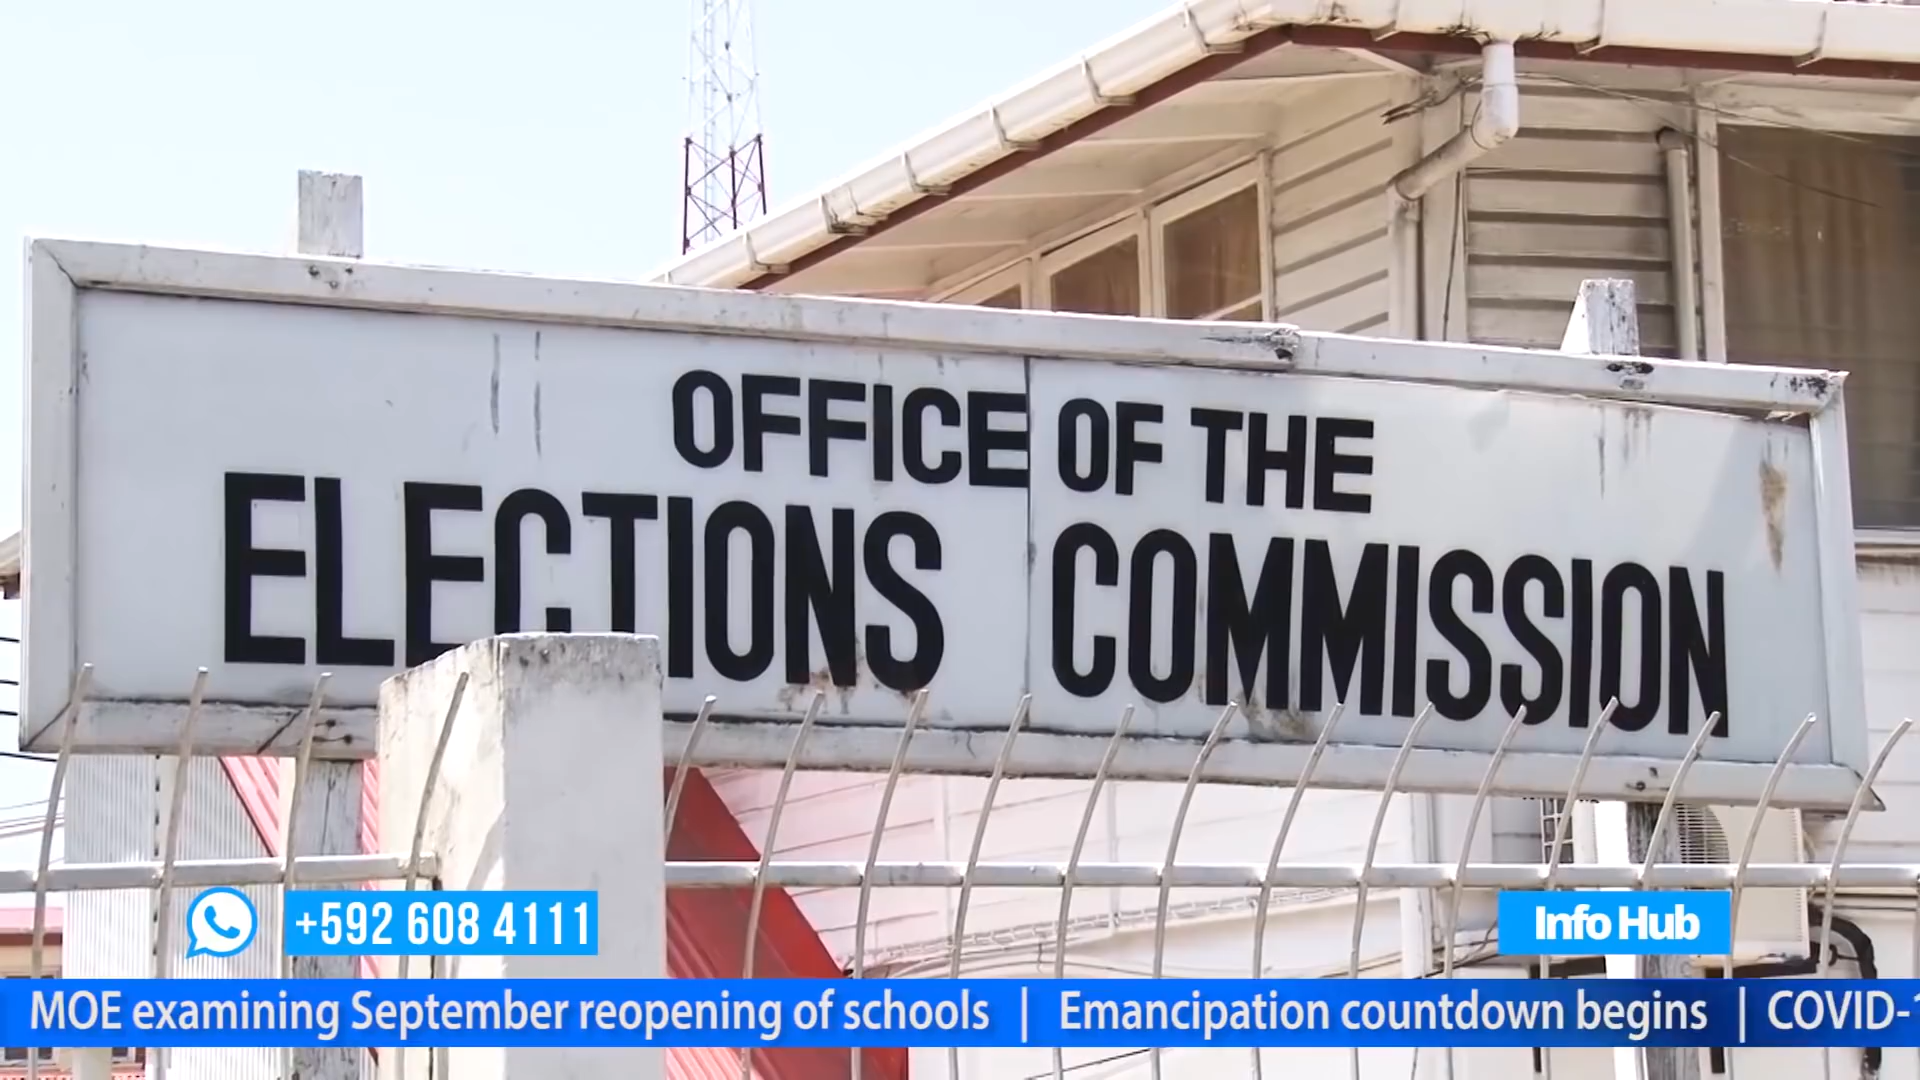 OFFICE OF THE
ELECTIONS COMMISSION
+592 608 4111
Info Hub
MOE examining September reopening of schools | Emancipation countdown begins | COVID-